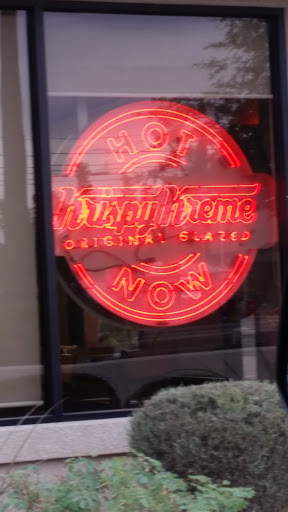 HOT
Krispy Kreme
ORIGINAL GLAZED
NOW